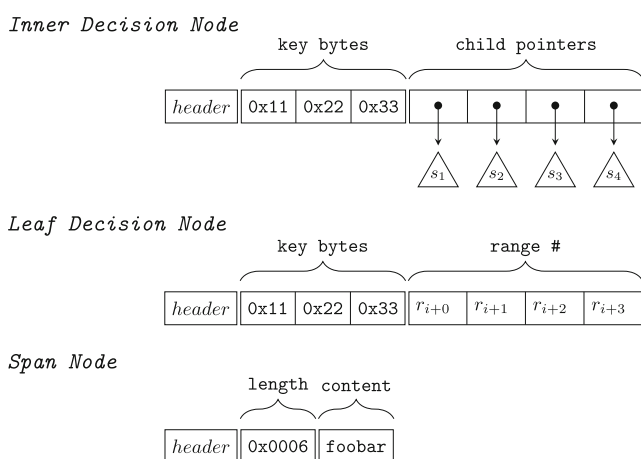 Inner Decision Node
key bytes child pointers
header 0x11 0x22 0x33
s₁ s₂ s₃ s₄
Leaf Decision Node
key bytes range #
header 0x11 0x22 0x33 rᵢ₊₀ rᵢ₊₁ rᵢ₊₂ rᵢ₊₃
Span Node
length content
header 0x0006 foobar